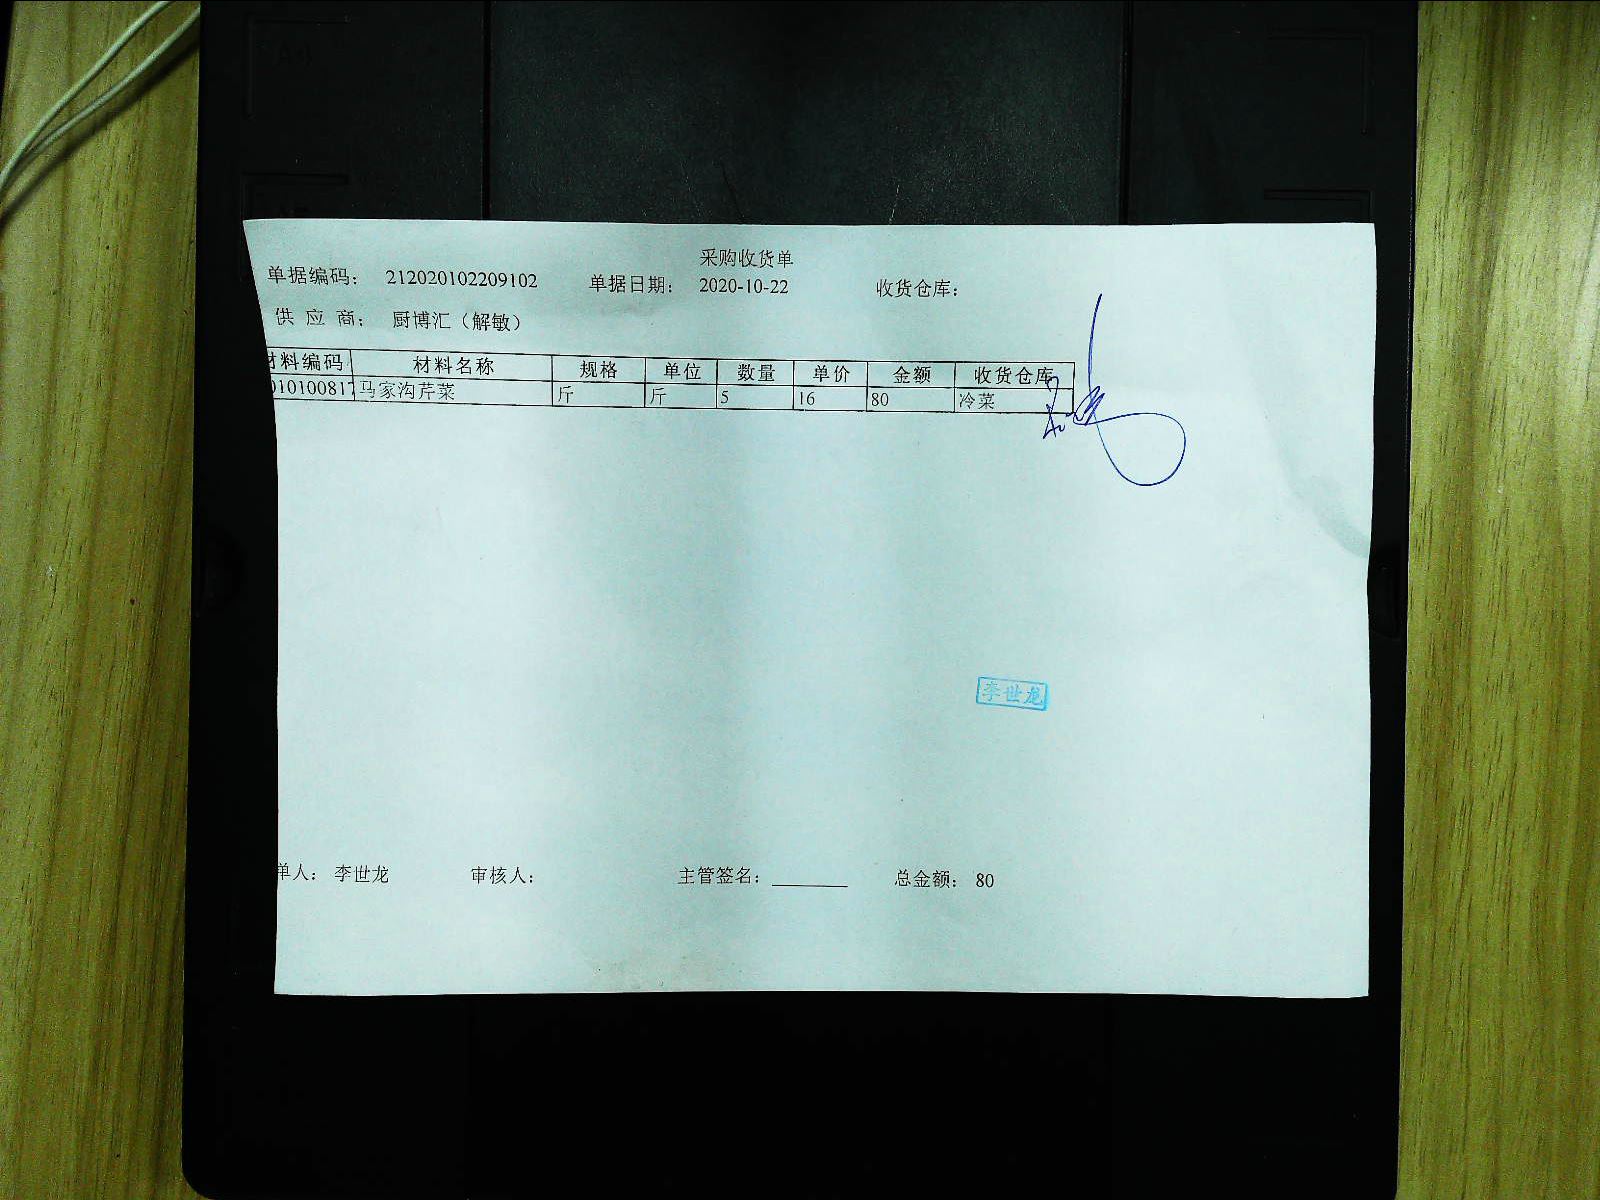 采购收货单
单据编码： 212020102209102 单据日期： 2020-10-22 收货仓库：
供 应 商： 厨博汇（解敏）
材料编码 材料名称 规格 单位 数量 单价 金额 收货仓库
010100817 马家沟芹菜 斤 斤 5 16 80 冷菜
李世龙
单人： 李世龙 审核人： 主管签名：________ 总金额： 80